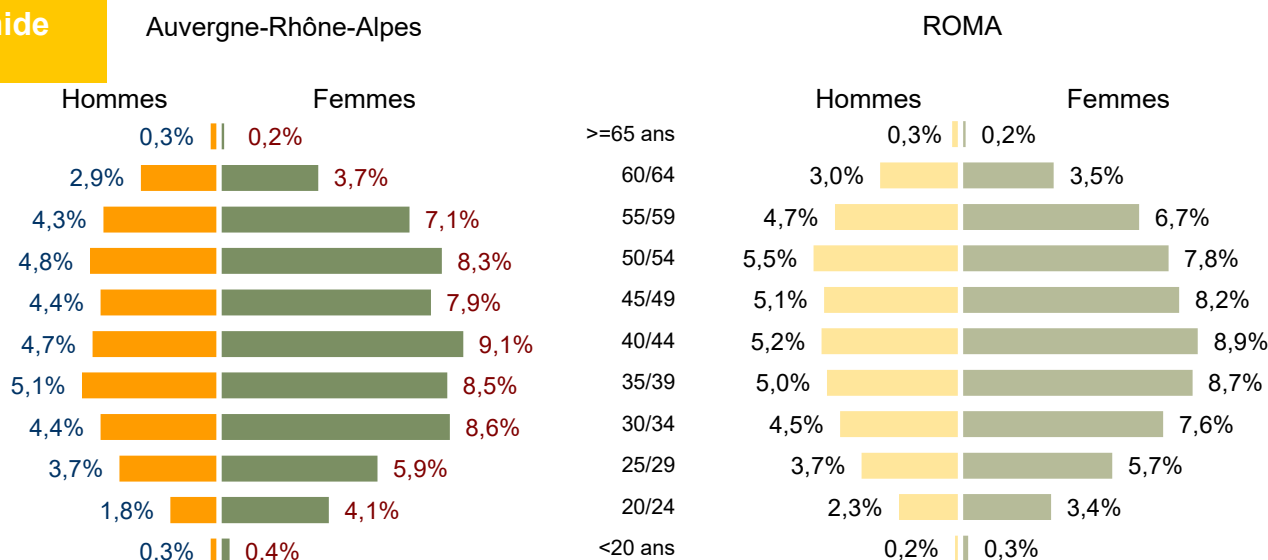 Auvergne-Rhône-Alpes ROMA
Hommes Femmes Hommes Femmes
0,3% 0,2% >=65 ans 0,3% 0,2%
2,9% 3,7% 60/64 3,0% 3,5%
4,3% 7,1% 55/59 4,7% 6,7%
4,8% 8,3% 50/54 5,5% 7,8%
4,4% 7,9% 45/49 5,1% 8,2%
4,7% 9,1% 40/44 5,2% 8,9%
5,1% 8,5% 35/39 5,0% 8,7%
4,4% 8,6% 30/34 4,5% 7,6%
3,7% 5,9% 25/29 3,7% 5,7%
1,8% 4,1% 20/24 2,3% 3,4%
0,3% 0,4% <20 ans 0,2% 0,3%